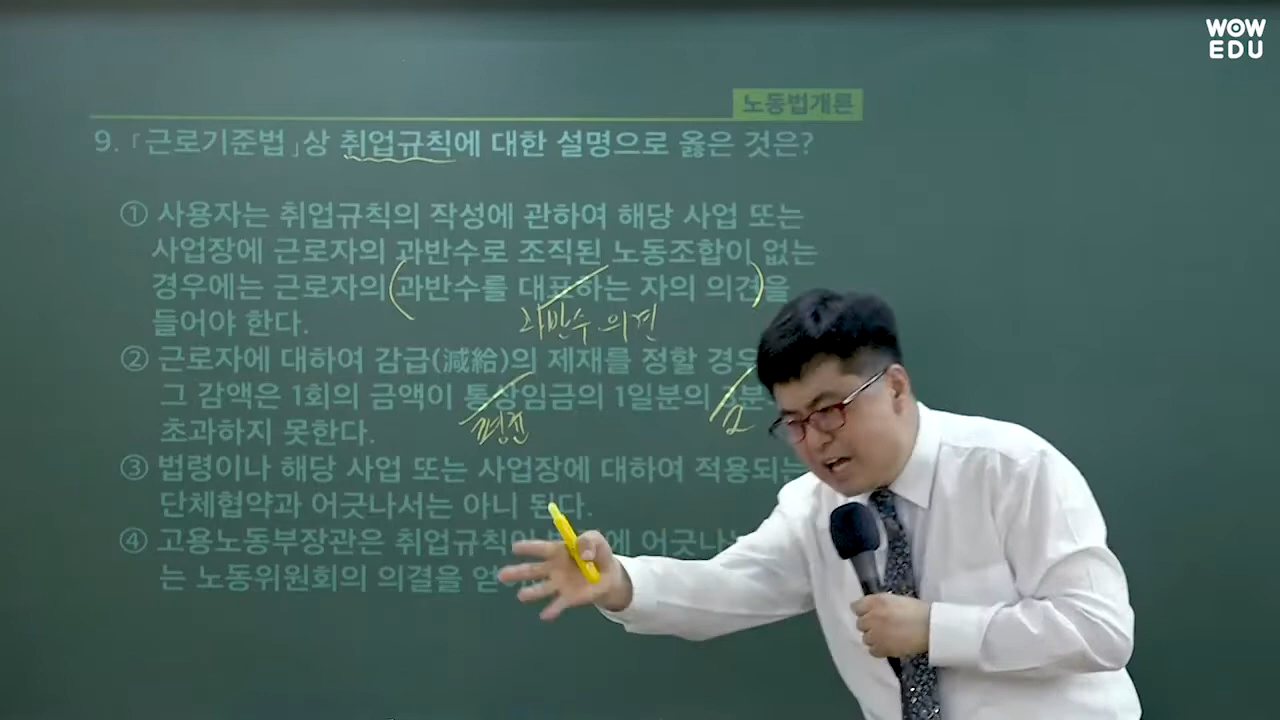 WOW
EDU
노동법개론
9. 「근로기준법」상 취업규칙에 대한 설명으로 옳은 것은?
① 사용자는 취업규칙의 작성에 관하여 해당 사업 또는
사업장에 근로자의 과반수로 조직된 노동조합이 없는
경우에는 근로자의 (과반수를 대표하는 자의 의견)을
들어야 한다.
과반수 의견
② 근로자에 대하여 감급(減給)의 제재를 정할 경우
그 감액은 1회의 금액이 통상임금의 1일분의
초과하지 못한다.
③ 법령이나 해당 사업 또는 사업장에 대하여 적용되는
단체협약과 어긋나서는 아니 된다.
④ 고용노동부장관은 취업규칙이 어긋나는
는 노동위원회의 의결을 얻